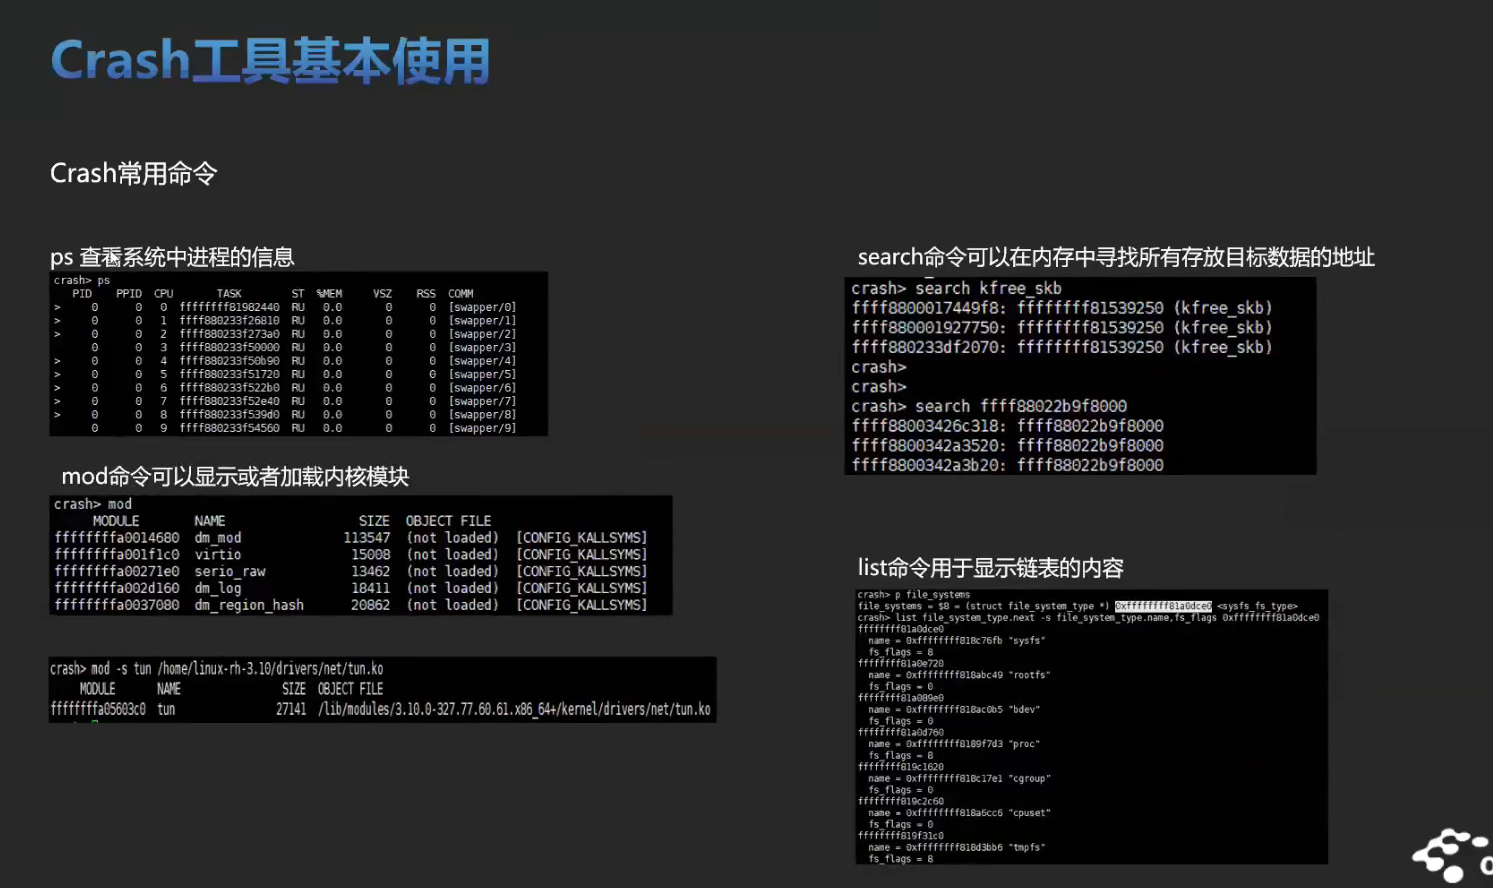 Crash工具基本使用
Crash常用命令
ps 查看系统中进程的信息
crash> ps
PID PPID CPU TASK ST %MEM VSZ RSS COMM
> 0 0 0 ffffffff81982440 RU 0.0 0 0 [swapper/0]
> 0 0 1 ffff880233f26810 RU 0.0 0 0 [swapper/1]
> 0 0 2 ffff880233f273a0 RU 0.0 0 0 [swapper/2]
0 0 3 ffff880233f50000 RU 0.0 0 0 [swapper/3]
> 0 0 4 ffff880233f50b90 RU 0.0 0 0 [swapper/4]
> 0 0 5 ffff880233f51720 RU 0.0 0 0 [swapper/5]
> 0 0 6 ffff880233f522b0 RU 0.0 0 0 [swapper/6]
> 0 0 7 ffff880233f52e40 RU 0.0 0 0 [swapper/7]
> 0 0 8 ffff880233f539d0 RU 0.0 0 0 [swapper/8]
0 0 9 ffff880233f54560 RU 0.0 0 0 [swapper/9]
mod命令可以显示或者加载内核模块
crash> mod
MODULE NAME SIZE OBJECT FILE
ffffffffa0014680 dm_mod 113547 (not loaded) [CONFIG_KALLSYMS]
ffffffffa001f1c0 virtio 15008 (not loaded) [CONFIG_KALLSYMS]
ffffffffa00271e0 serio_raw 13462 (not loaded) [CONFIG_KALLSYMS]
ffffffffa002d160 dm_log 18411 (not loaded) [CONFIG_KALLSYMS]
ffffffffa0037080 dm_region_hash 20862 (not loaded) [CONFIG_KALLSYMS]
crash> mod -s tun /home/linux-rh-3.10/drivers/net/tun.ko
MODULE NAME SIZE OBJECT FILE
ffffffffa05603c0 tun 27141 /lib/modules/3.10.0-327.77.60.61.x86_64+/kernel/drivers/net/tun.ko
search命令可以在内存中寻找所有存放目标数据的地址
crash> search kfree_skb
ffff8800017449f8: ffffffff81539250 (kfree_skb)
ffff880001927750: ffffffff81539250 (kfree_skb)
ffff880233df2070: ffffffff81539250 (kfree_skb)
crash>
crash>
crash> search ffff88022b9f8000
ffff88003426c318: ffff88022b9f8000
ffff8800342a3520: ffff88022b9f8000
ffff8800342a3b20: ffff88022b9f8000
list命令用于显示链表的内容
crash> p file_systems
file_systems = $8 = (struct file_system_type *) 0xffffffff81a0dce0 <sysfs_fs_type>
crash> list file_system_type.next -s file_system_type.name,fs_flags 0xffffffff81a0dce0
ffffffff81a0dce0
name = 0xffffffff818c76fb "sysfs"
fs_flags = 8
ffffffff81a0e720
name = 0xffffffff818abc49 "rootfs"
fs_flags = 0
ffffffff81a089e0
name = 0xffffffff818ac0b5 "bdev"
fs_flags = 0
ffffffff81a0d760
name = 0xffffffff8189f7d3 "proc"
fs_flags = 8
ffffffff819c1620
name = 0xffffffff818c17e1 "cgroup"
fs_flags = 0
ffffffff819c2c60
name = 0xffffffff818a6cc6 "cpuset"
fs_flags = 0
ffffffff819f31c0
name = 0xffffffff818d3bb6 "tmpfs"
fs_flags = 8